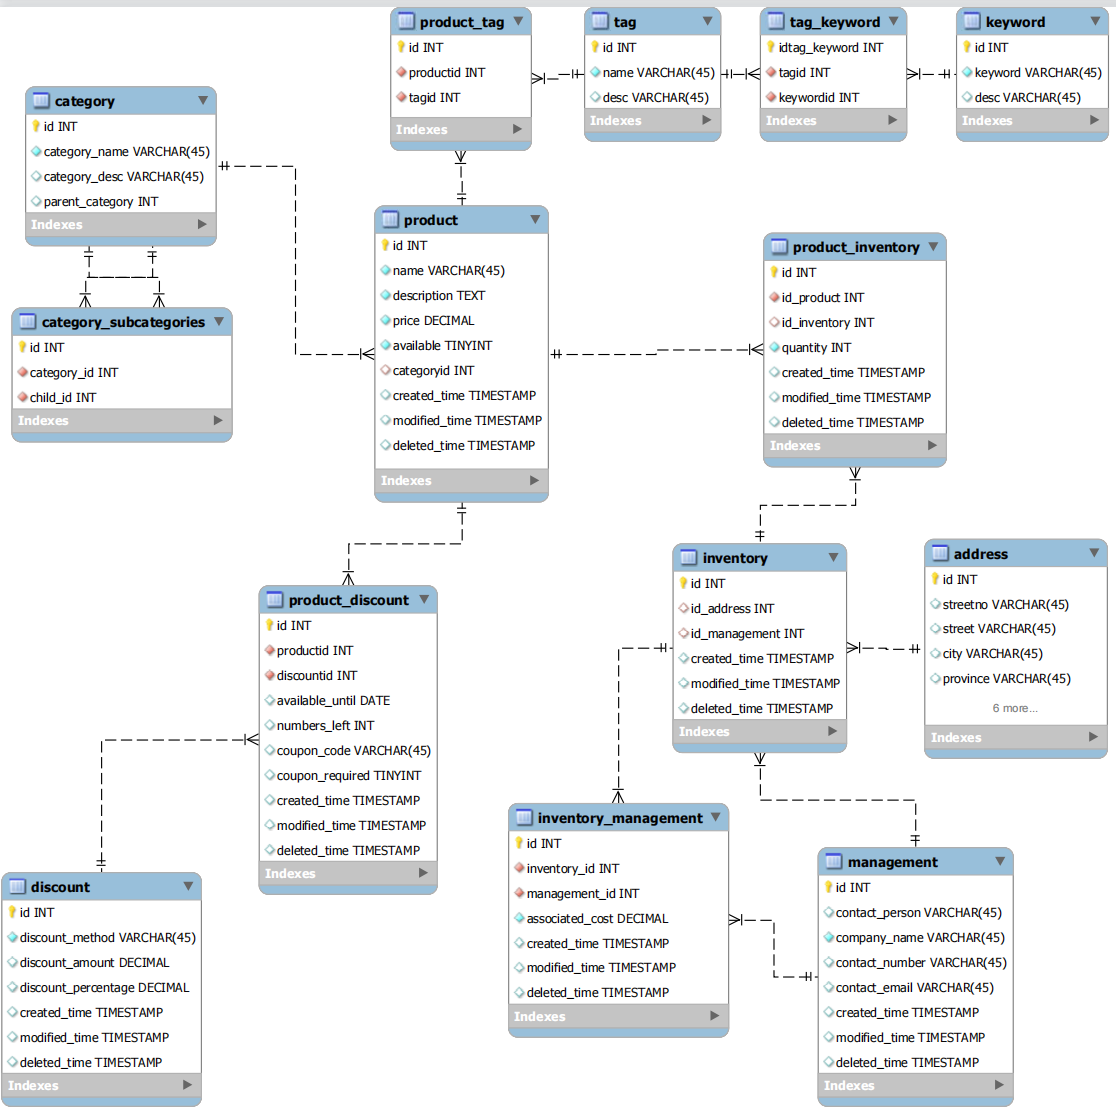 product_tag
id INT
productid INT
tagid INT
Indexes
tag
id INT
name VARCHAR(45)
desc VARCHAR(45)
Indexes
tag_keyword
idtag_keyword INT
tagid INT
keywordid INT
Indexes
keyword
id INT
keyword VARCHAR(45)
desc VARCHAR(45)
Indexes
category
id INT
category_name VARCHAR(45)
category_desc VARCHAR(45)
parent_category INT
Indexes
category_subcategories
id INT
category_id INT
child_id INT
Indexes
product
id INT
name VARCHAR(45)
description TEXT
price DECIMAL
available TINYINT
categoryid INT
created_time TIMESTAMP
modified_time TIMESTAMP
deleted_time TIMESTAMP
Indexes
product_inventory
id INT
id_product INT
id_inventory INT
quantity INT
created_time TIMESTAMP
modified_time TIMESTAMP
deleted_time TIMESTAMP
Indexes
inventory
id INT
id_address INT
id_management INT
created_time TIMESTAMP
modified_time TIMESTAMP
deleted_time TIMESTAMP
Indexes
address
id INT
streetno VARCHAR(45)
street VARCHAR(45)
city VARCHAR(45)
province VARCHAR(45)
6 more...
Indexes
product_discount
id INT
productid INT
discountid INT
available_until DATE
numbers_left INT
coupon_code VARCHAR(45)
coupon_required TINYINT
created_time TIMESTAMP
modified_time TIMESTAMP
deleted_time TIMESTAMP
Indexes
inventory_management
id INT
inventory_id INT
management_id INT
associated_cost DECIMAL
created_time TIMESTAMP
modified_time TIMESTAMP
deleted_time TIMESTAMP
Indexes
management
id INT
contact_person VARCHAR(45)
company_name VARCHAR(45)
contact_number VARCHAR(45)
contact_email VARCHAR(45)
created_time TIMESTAMP
modified_time TIMESTAMP
deleted_time TIMESTAMP
Indexes
discount
id INT
discount_method VARCHAR(45)
discount_amount DECIMAL
discount_percentage DECIMAL
created_time TIMESTAMP
modified_time TIMESTAMP
deleted_time TIMESTAMP
Indexes